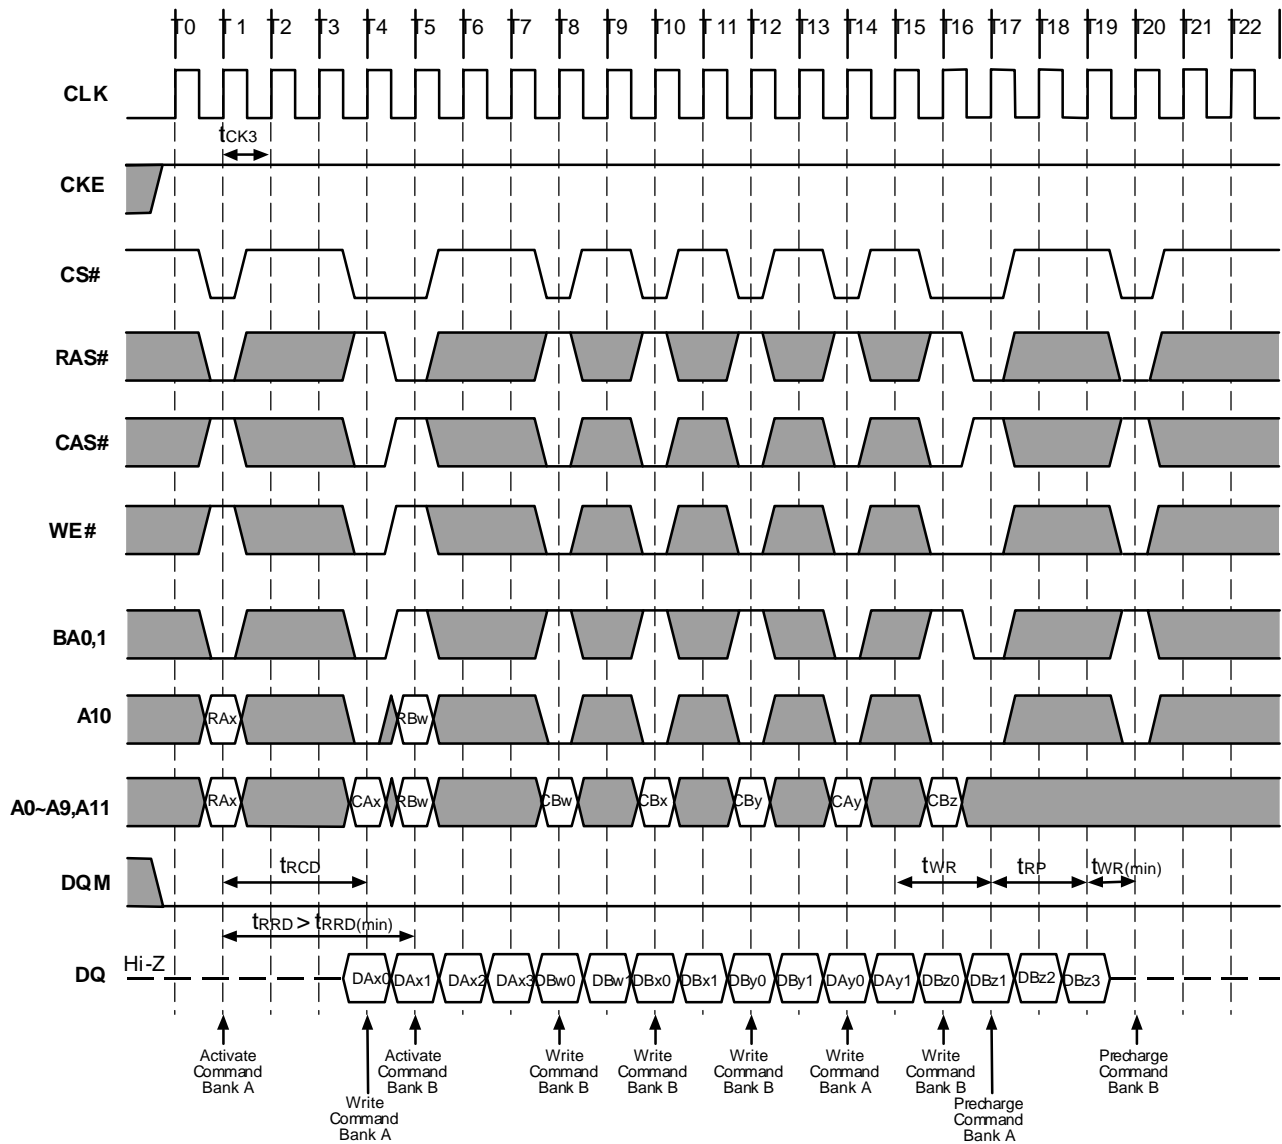 T0 T1 T2 T3 T4 T5 T6 T7 T8 T9 T10 T11 T12 T13 T14 T15 T16 T17 T18 T19 T20 T21 T22
CLK
tCK3
CKE
CS#
RAS#
CAS#
WE#
BA0,1
A10 RAx RBw
A0~A9,A11 RAx CAx RBw CBw CBx CBy CAy CBz
DQM tRCD tWR tRP tWR(min)
tRRD > tRRD(min)
DQ Hi-Z DAx0 DAx1 DAx2 DAx3 DBw0 DBw1 DBx0 DBx1 DBy0 DBy1 DAy0 DAy1 DBz0 DBz1 DBz2 DBz3
Activate
Command
Bank A
Write
Command
Bank A
Activate
Command
Bank B
Write
Command
Bank B
Write
Command
Bank B
Write
Command
Bank B
Write
Command
Bank A
Write
Command
Bank B
Precharge
Command
Bank A
Precharge
Command
Bank B